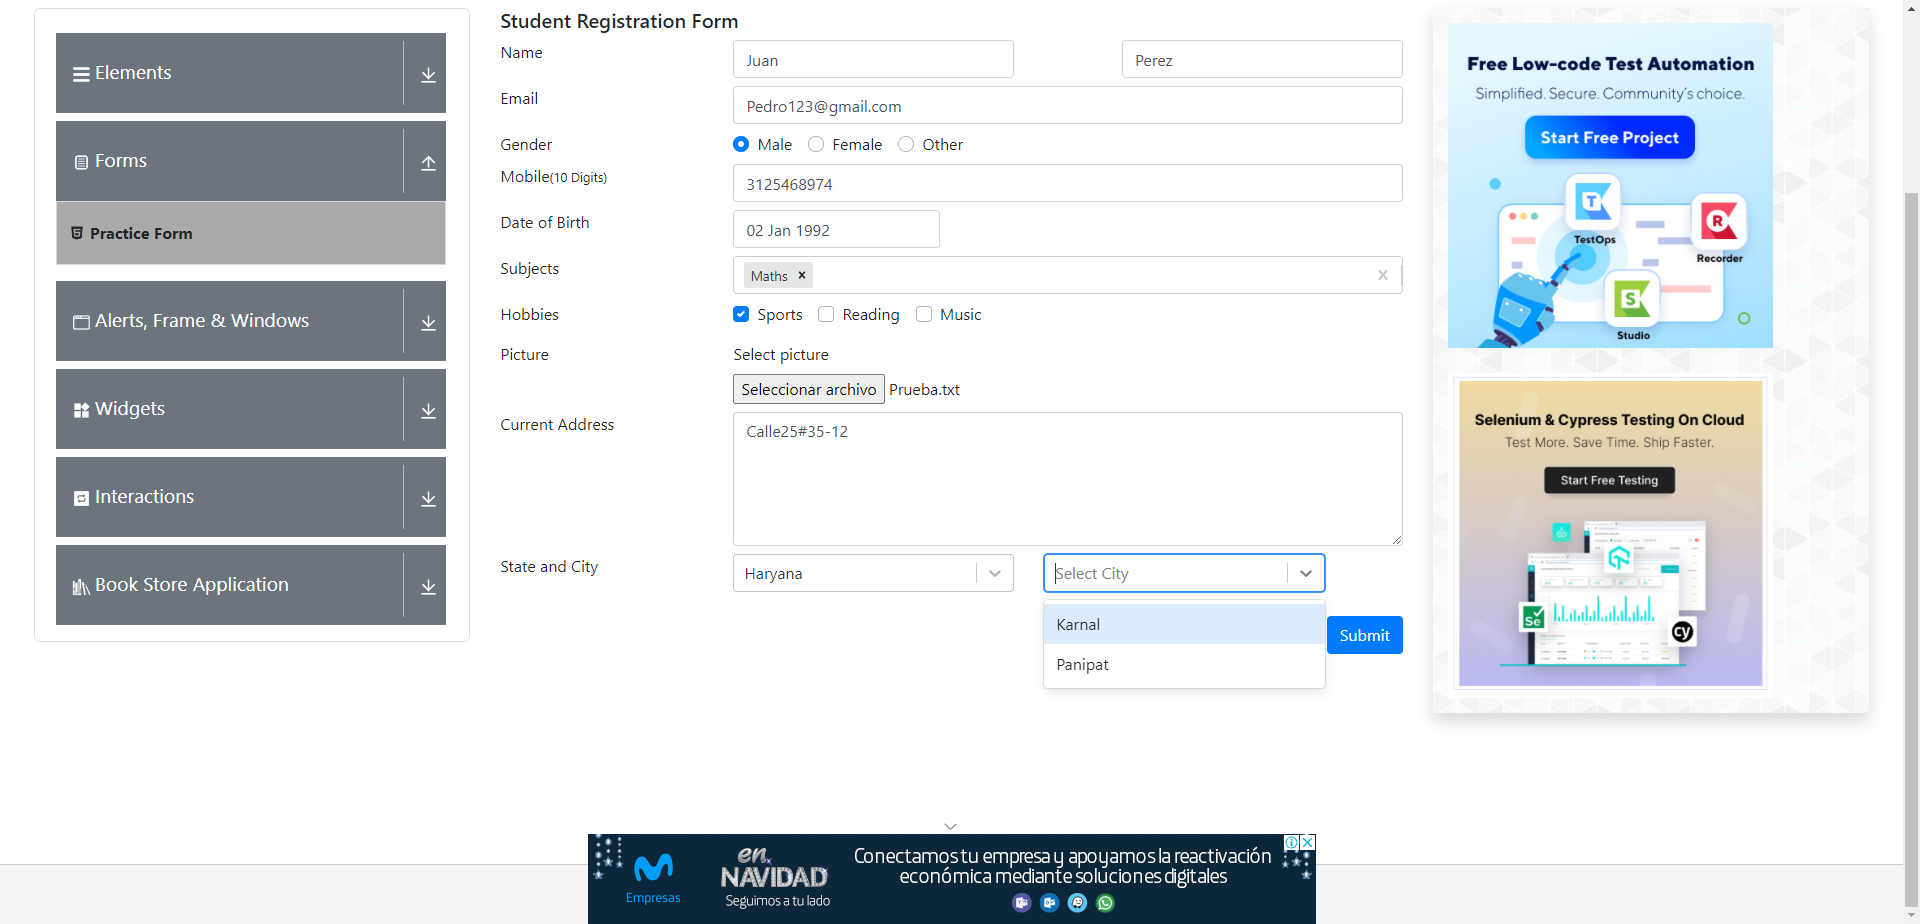 Elements
Forms
Practice Form
Alerts, Frame & Windows
Widgets
Interactions
Book Store Application
Student Registration Form
Name
Juan
Perez
Email
Pedro123@gmail.com
Gender
Male
Female
Other
Mobile(10 Digits)
3125468974
Date of Birth
02 Jan 1992
Subjects
Maths
Hobbies
Sports
Reading
Music
Picture
Select picture
Seleccionar archivo Prueba.txt
Current Address
Calle25#35-12
State and City
Haryana
Select City
Karnal
Panipat
Submit
Free Low-code Test Automation
Simplified. Secure. Community's choice.
Start Free Project
T
TestOps
R
Recorder
S
Studio
Selenium & Cypress Testing On Cloud
Test More. Save Time. Ship Faster.
Start Free Testing
Se
cy
Empresas
en
NAVIDAD
Seguimos a tu lado
Conectamos tu empresa y apoyamos la reactivación
económica mediante soluciones digitales